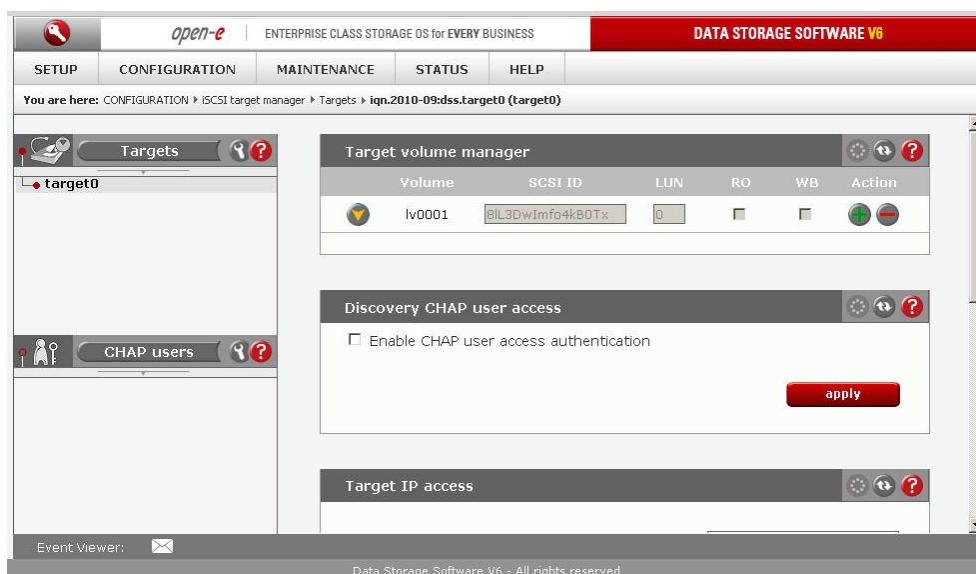 open-e ENTERPRISE CLASS STORAGE OS for EVERY BUSINESS DATA STORAGE SOFTWARE V6
SETUP CONFIGURATION MAINTENANCE STATUS HELP
You are here: CONFIGURATION iSCSI target manager Targets iqn.2010-09:dss.target0 (target0)
Targets ?
target0
CHAP users ?
Target volume manager ?
Volume SCSI ID LUN RO WB Action
lv0001 8lL3DwImfo4kB0Tx 0
Discovery CHAP user access ?
Enable CHAP user access authentication
apply
Target IP access ?
Event Viewer:
Data Storage Software V6 - All rights reserved